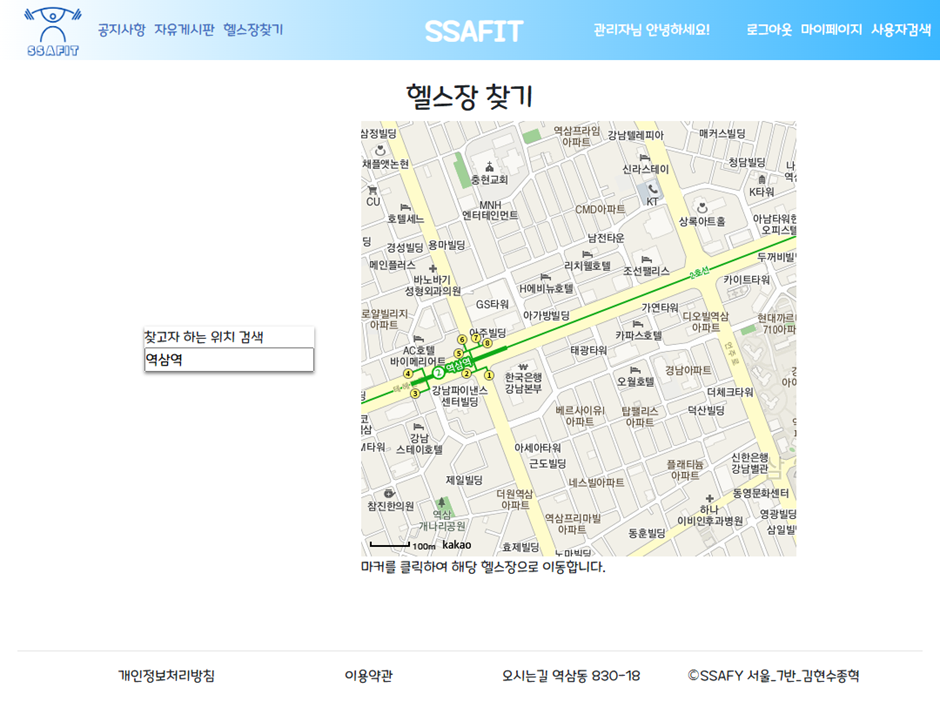 SSAFIT
공지사항 자유게시판 헬스장찾기
SSAFIT
관리자님 안녕하세요!
로그아웃 마이페이지 사용자검색
헬스장 찾기
찾고자 하는 위치 검색
역삼역
삼정빌딩
역삼프라임
아파트
강남텔레피아
매커스빌딩
채플앳논현
충현교회
신라스테이
청담빌딩
CU
KT
K타워
호텔세느
MNH
엔터테인먼트
CMD아파트
상록아트홀
아남타워
오피스텔
경성빌딩
용마빌딩
남전타운
두꺼비빌
메인플러스
리치웰호텔
조선팰리스
2호선
바노바기
성형외과의원
H에비뉴호텔
카이트타워
GS타워
가연타워
로얄빌리지
아파트
아가방빌딩
디오빌역삼
아파트
현대까르
710아파트
아주빌딩
카파스호텔
6
7
8
5
AC호텔
바이메리어트
태광타워
언주로
4
2
역삼역
2
1
한국은행
강남본부
오월호텔
경남아파트
3
강남파이낸스
센터빌딩
더체크타워
베르사이유I
아파트
탑팰리스
아파트
덕산빌딩
M타워
강남
스테이호텔
아세아타워
근도빌딩
신한은행
강남별관
플래티늄
아파트
제일빌딩
네스빌아파트
동영문화센터
참진한의원
더원역삼
아파트
하나
이비인후과병원
영광빌딩
역삼
개나리공원
역삼프리마빌
아파트
동훈빌딩
삼일빌
100m kakao
효제빌딩
노마빌딩
마커를 클릭하여 해당 헬스장으로 이동합니다.
개인정보처리방침
이용약관
오시는길 역삼동 830-18
©SSAFY 서울_7반_김현수종혁